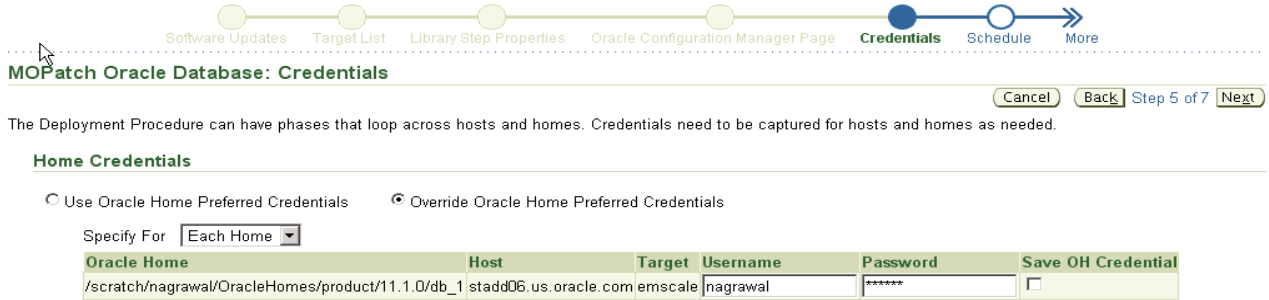 Software Updates Target List Library Step Properties Oracle Configuration Manager Page Credentials Schedule More
MOPatch Oracle Database: Credentials
Cancel Back Step 5 of 7 Next
The Deployment Procedure can have phases that loop across hosts and homes. Credentials need to be captured for hosts and homes as needed.
Home Credentials
Use Oracle Home Preferred Credentials Override Oracle Home Preferred Credentials
Specify For Each Home
Oracle Home Host Target Username Password Save OH Credential
/scratch/nagrawal/OracleHomes/product/11.1.0/db_1 stadd06.us.oracle.com emscale nagrawal ******